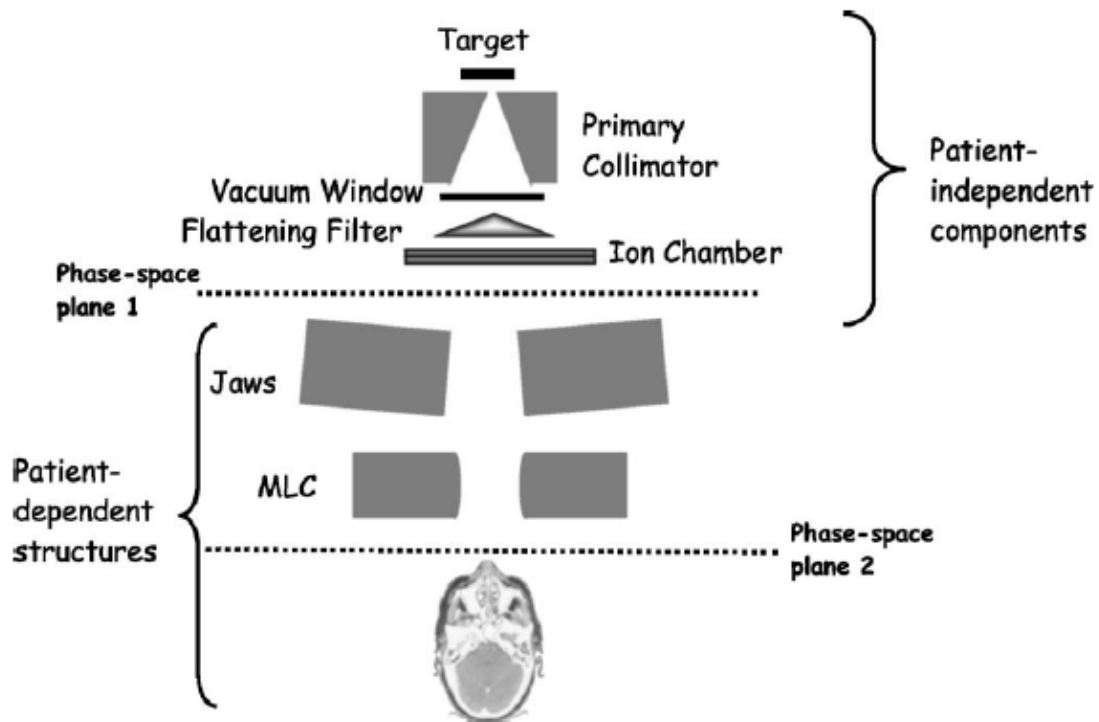 Target
Primary
Collimator
Vacuum Window
Flattening Filter
Ion Chamber
Patient-
independent
components
Phase-space
plane 1
Jaws
MLC
Patient-
dependent
structures
Phase-space
plane 2